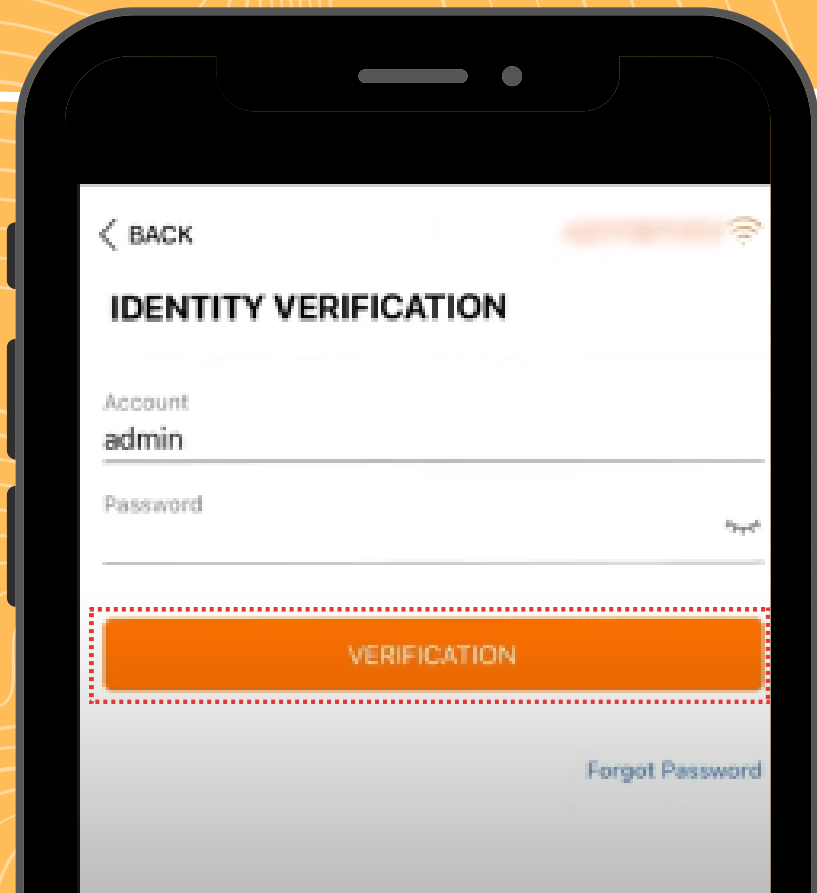 BACK
IDENTITY VERIFICATION
Account
admin
Password
VERIFICATION
Forgot Password